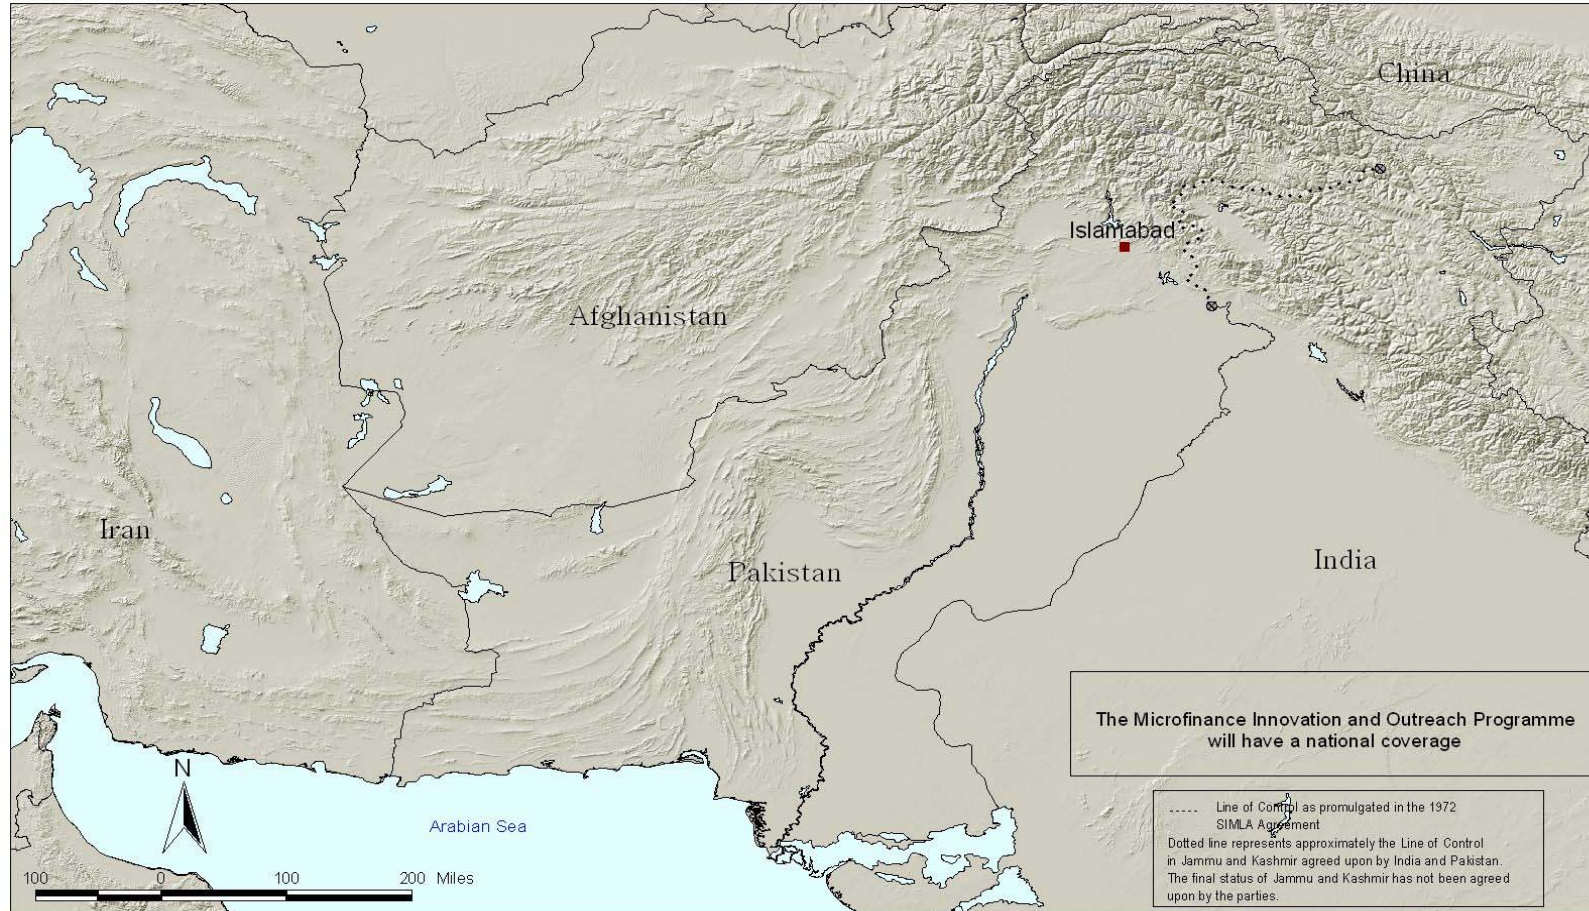 China
Islamabad
Afghanistan
Iran
Pakistan
India
The Microfinance Innovation and Outreach Programme
will have a national coverage
N
Arabian Sea
Line of Control as promulgated in the 1972
SIMLA Agreement
Dotted line represents approximately the Line of Control
in Jammu and Kashmir agreed upon by India and Pakistan.
The final status of Jammu and Kashmir has not been agreed
upon by the parties.
100 0 100 200 Miles